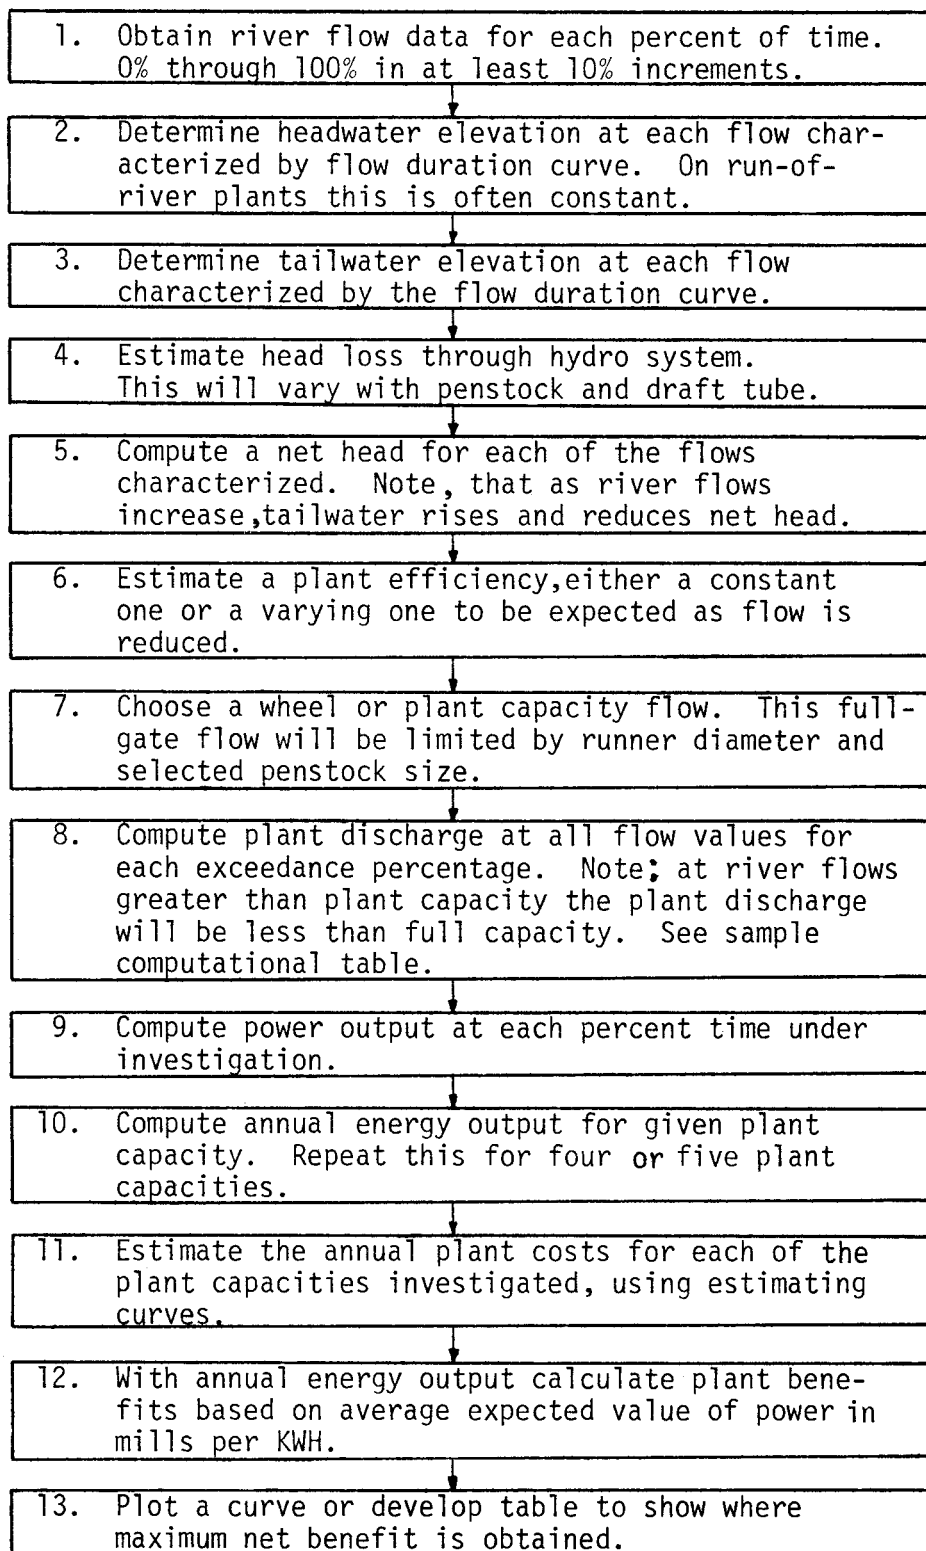 1. Obtain river flow data for each percent of time.
0% through 100% in at least 10% increments.
2. Determine headwater elevation at each flow char-
acterized by flow duration curve. On run-of-
river plants this is often constant.
3. Determine tailwater elevation at each flow
characterized by the flow duration curve.
4. Estimate head loss through hydro system.
This will vary with penstock and draft tube.
5. Compute a net head for each of the flows
characterized. Note, that as river flows
increase,tailwater rises and reduces net head.
6. Estimate a plant efficiency,either a constant
one or a varying one to be expected as flow is
reduced.
7. Choose a wheel or plant capacity flow. This full-
gate flow will be limited by runner diameter and
selected penstock size.
8. Compute plant discharge at all flow values for
each exceedance percentage. Note; at river flows
greater than plant capacity the plant discharge
will be less than full capacity. See sample
computational table.
9. Compute power output at each percent time under
investigation.
10. Compute annual energy output for given plant
capacity. Repeat this for four or five plant
capacities.
11. Estimate the annual plant costs for each of the
plant capacities investigated, using estimating
curves.
12. With annual energy output calculate plant bene-
fits based on average expected value of power in
mills per KWH.
13. Plot a curve or develop table to show where
maximum net benefit is obtained.